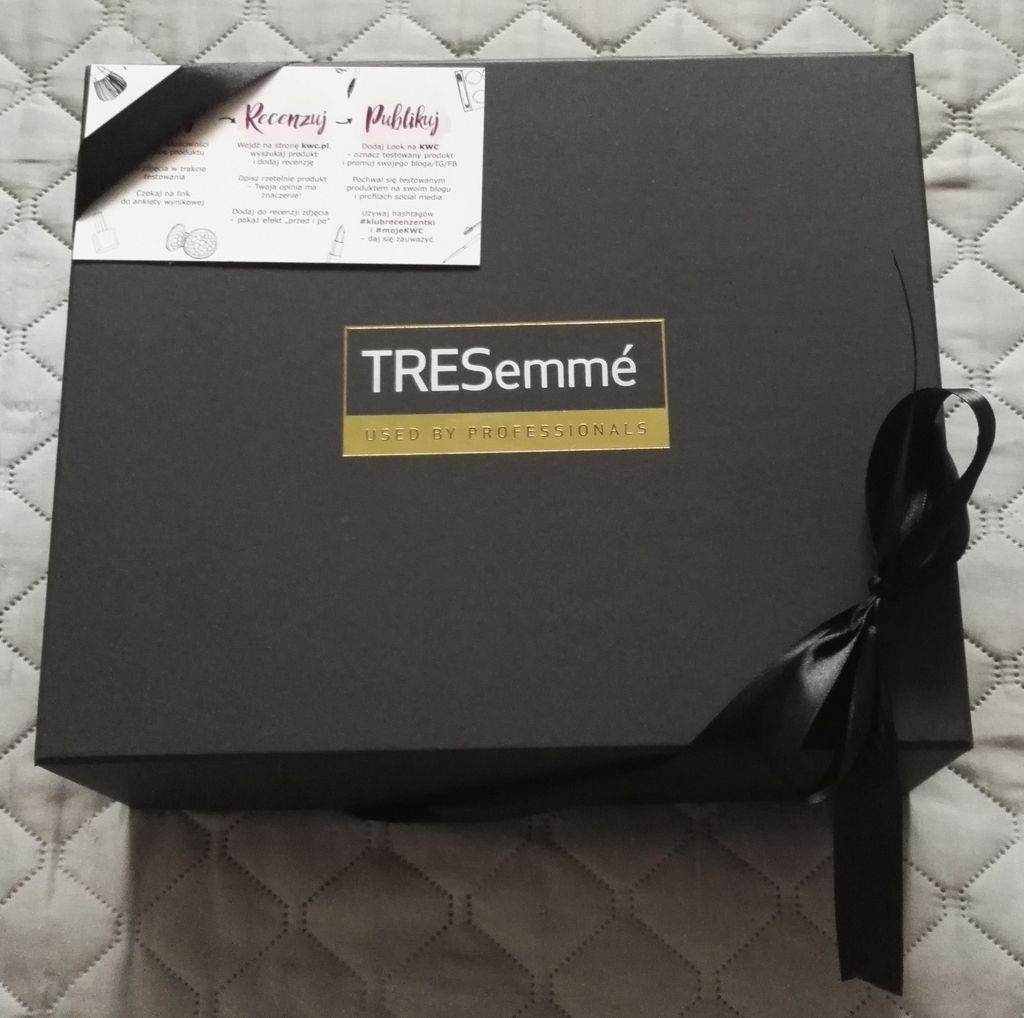 Recenzuj
Wejdź na stronę kwc.pl,
wyszukaj produkt
i dodaj recenzję
Opisz rzetelnie produkt
– Twoja opinia ma
znaczenie!
Dodaj do recenzji zdjęcia
– pokaż efekt „przed i po”
Publikuj
Dodaj Look na KWC
– oznacz testowany produkt
i promuj swojego bloga/IG/FB
Pochwal się testowanym
produktem na swoim blogu
i profilach social media
Używaj hashtagów
#klubrecenzentki
i #mojeKWC
– daj się zauważyć
produktu
zdjęcia w trakcie
testowania
Czekaj na link
do ankiety wynikowej
TRESemmé
USED BY PROFESSIONALS